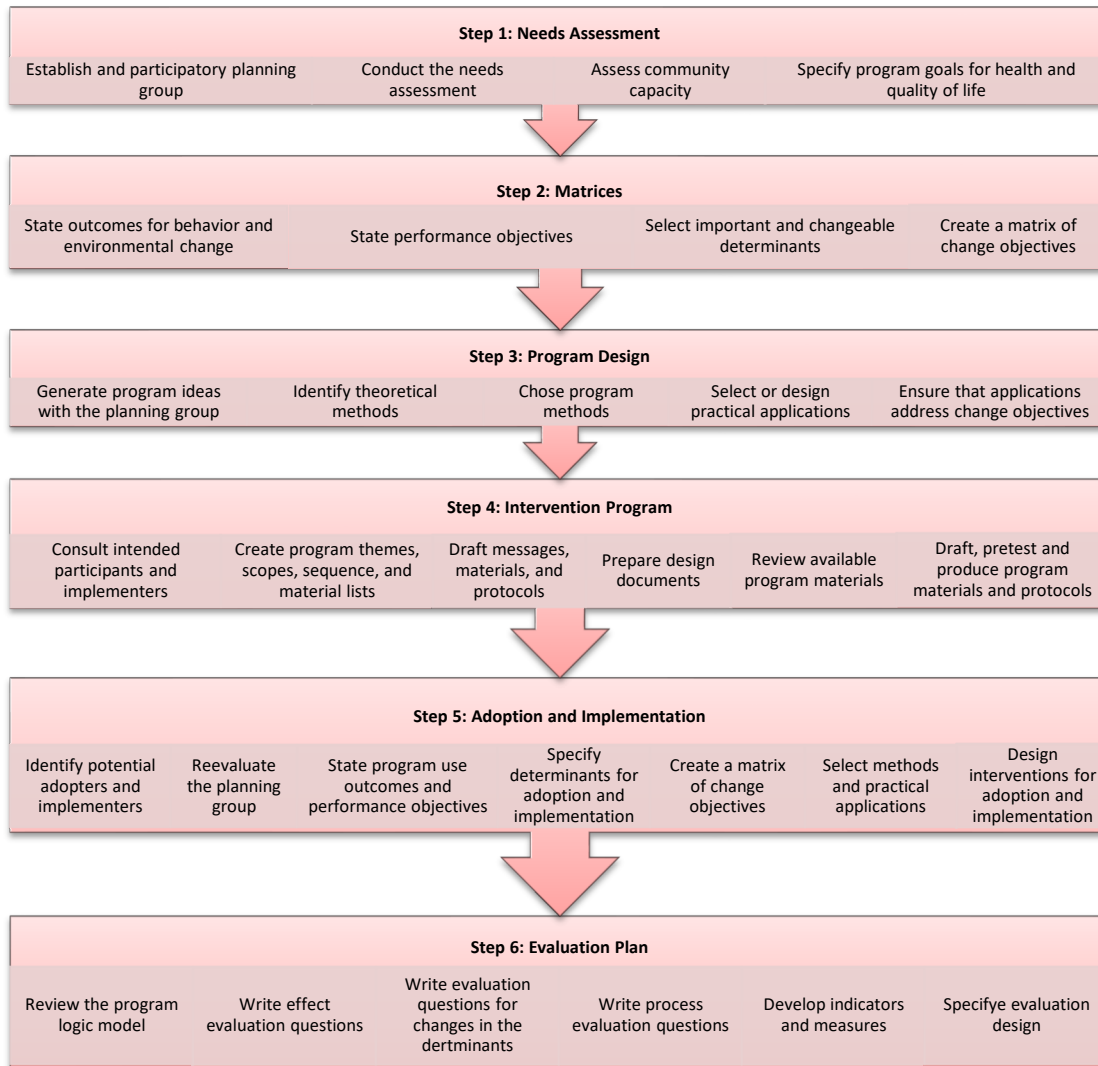 Step 1: Needs Assessment
Establish and participatory planning
group
Conduct the needs
assessment
Assess community
capacity
Specify program goals for health and
quality of life
Step 2: Matrices
State outcomes for behavior and
environmental change
State performance objectives
Select important and changeable
determinants
Create a matrix of
change objectives
Step 3: Program Design
Generate program ideas
with the planning group
Identify theoretical
methods
Chose program
methods
Select or design
practical applications
Ensure that applications
address change objectives
Step 4: Intervention Program
Consult intended
participants and
implementers
Create program themes,
scopes, sequence, and
material lists
Draft messages,
materials, and
protocols
Prepare design
documents
Review available
program materials
Draft, pretest and
produce program
materials and protocols
Step 5: Adoption and Implementation
Identify potential
adopters and
implementers
Reevaluate
the planning
group
State program use
outcomes and
performance objectives
Specify
determinants for
adoption and
implementation
Create a matrix
of change
objectives
Select methods
and practical
applications
Design
interventions for
adoption and
implementation
Step 6: Evaluation Plan
Review the program
logic model
Write effect
evaluation questions
Write evaluation
questions for
changes in the
dertminants
Write process
evaluation questions
Develop indicators
and measures
Specifye evaluation
design